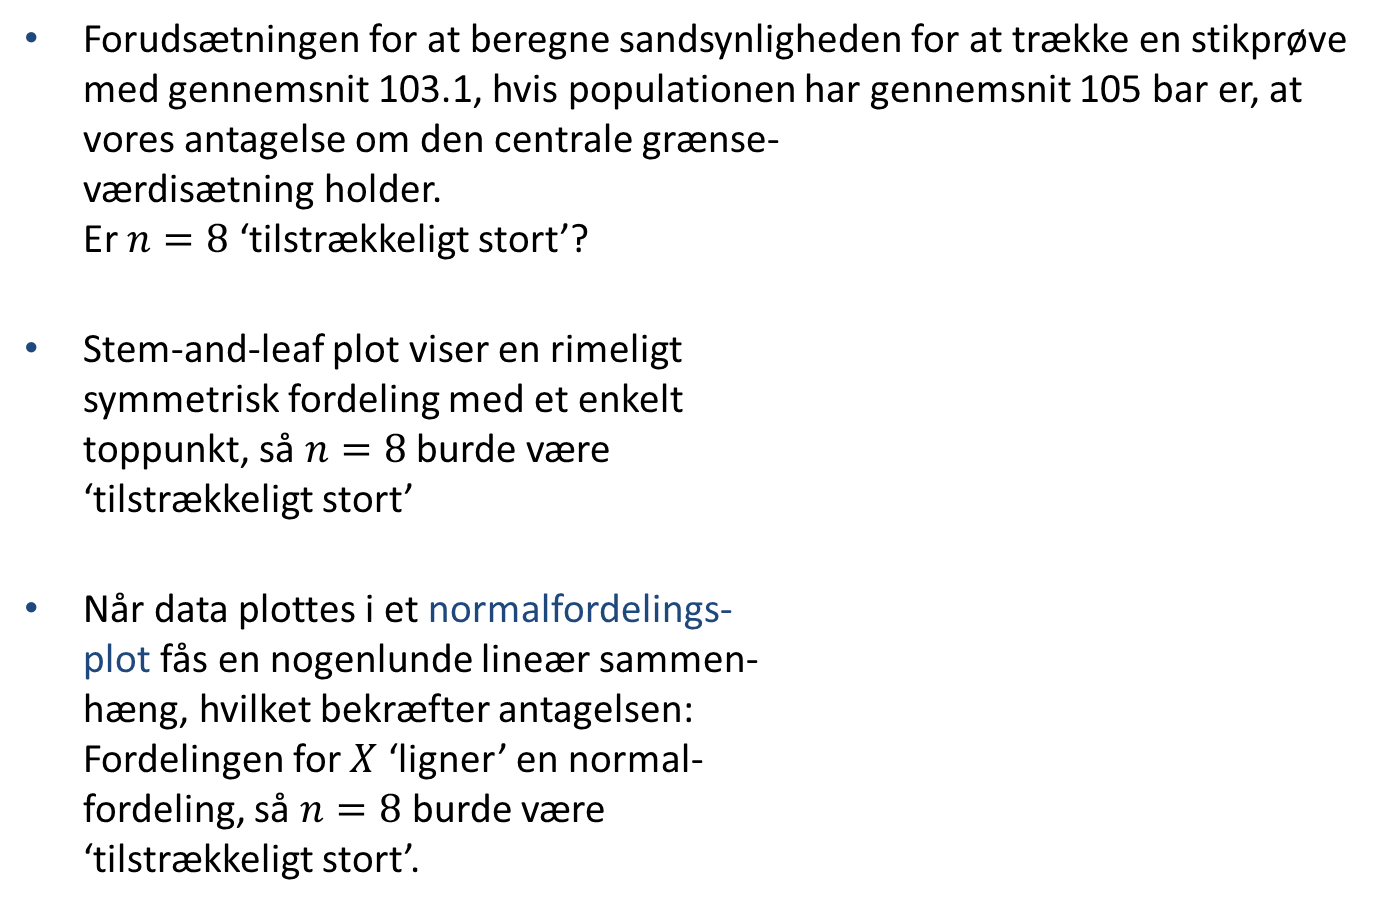 • Forudsætningen for at beregne sandsynligheden for at trække en stikprøve
med gennemsnit 103.1, hvis populationen har gennemsnit 105 bar er, at
vores antagelse om den centrale grænse-
værdisætning holder.
Er n = 8 ‘tilstrækkeligt stort’?
• Stem-and-leaf plot viser en rimeligt
symmetrisk fordeling med et enkelt
toppunkt, så n = 8 burde være
‘tilstrækkeligt stort’
• Når data plottes i et normalfordelings-
plot fås en nogenlunde lineær sammen-
hæng, hvilket bekræfter antagelsen:
Fordelingen for X ‘ligner’ en normal-
fordeling, så n = 8 burde være
‘tilstrækkeligt stort’.